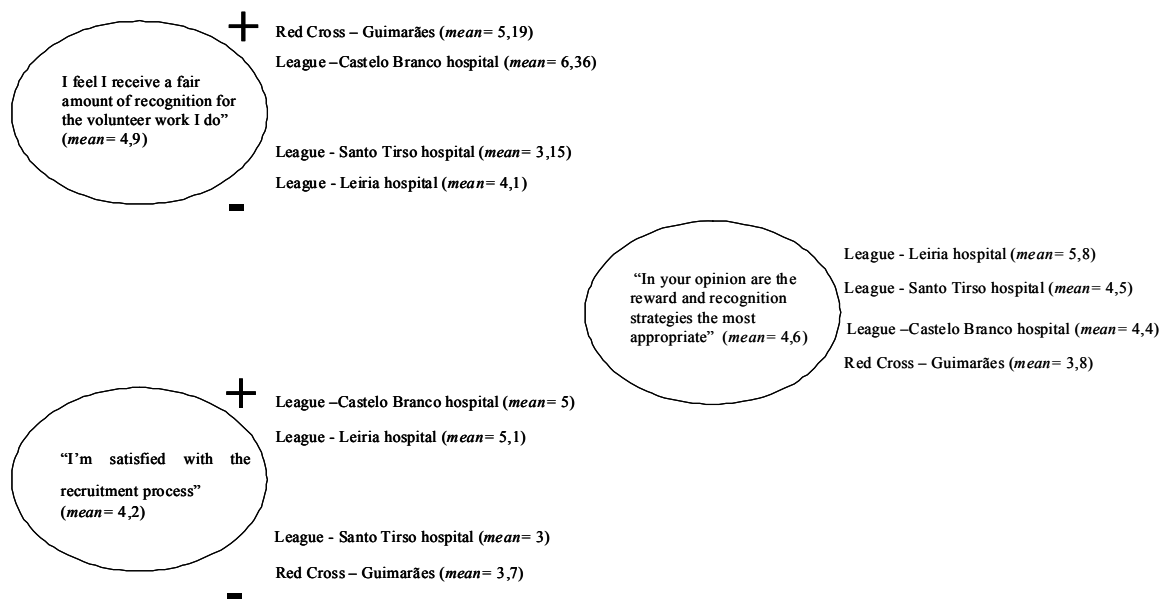 +
Red Cross – Guimarães (mean= 5,19)
League –Castelo Branco hospital (mean= 6,36)
I feel I receive a fair
amount of recognition for
the volunteer work I do”
(mean= 4,9)
League - Santo Tirso hospital (mean= 3,15)
League - Leiria hospital (mean= 4,1)
-
“In your opinion are the
reward and recognition
strategies the most
appropriate” (mean= 4,6)
League - Leiria hospital (mean= 5,8)
League - Santo Tirso hospital (mean= 4,5)
League –Castelo Branco hospital (mean= 4,4)
Red Cross – Guimarães (mean= 3,8)
+
League –Castelo Branco hospital (mean= 5)
League - Leiria hospital (mean= 5,1)
“I’m satisfied with the
recruitment process”
(mean= 4,2)
League - Santo Tirso hospital (mean= 3)
Red Cross – Guimarães (mean= 3,7)
-